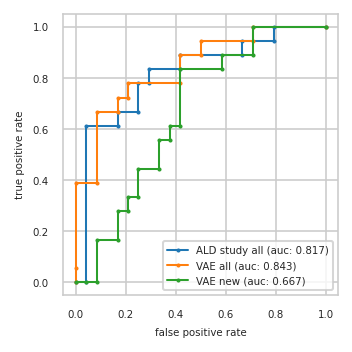 1.0
0.8
0.6
0.4
0.2
0.0
true positive rate
ALD study all (auc: 0.817)
VAE all (auc: 0.843)
VAE new (auc: 0.667)
0.0 0.2 0.4 0.6 0.8 1.0
false positive rate